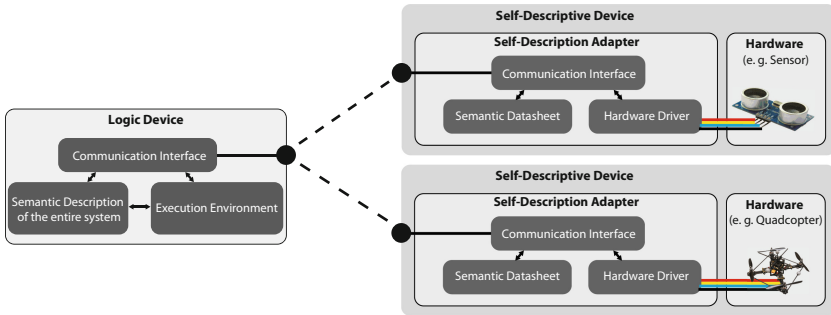 Logic Device
Communication Interface
Semantic Description
of the entire system
Execution Environment
Self-Descriptive Device
Self-Description Adapter
Communication Interface
Semantic Datasheet
Hardware Driver
Hardware
(e. g. Sensor)
Self-Descriptive Device
Self-Description Adapter
Communication Interface
Semantic Datasheet
Hardware Driver
Hardware
(e. g. Quadcopter)